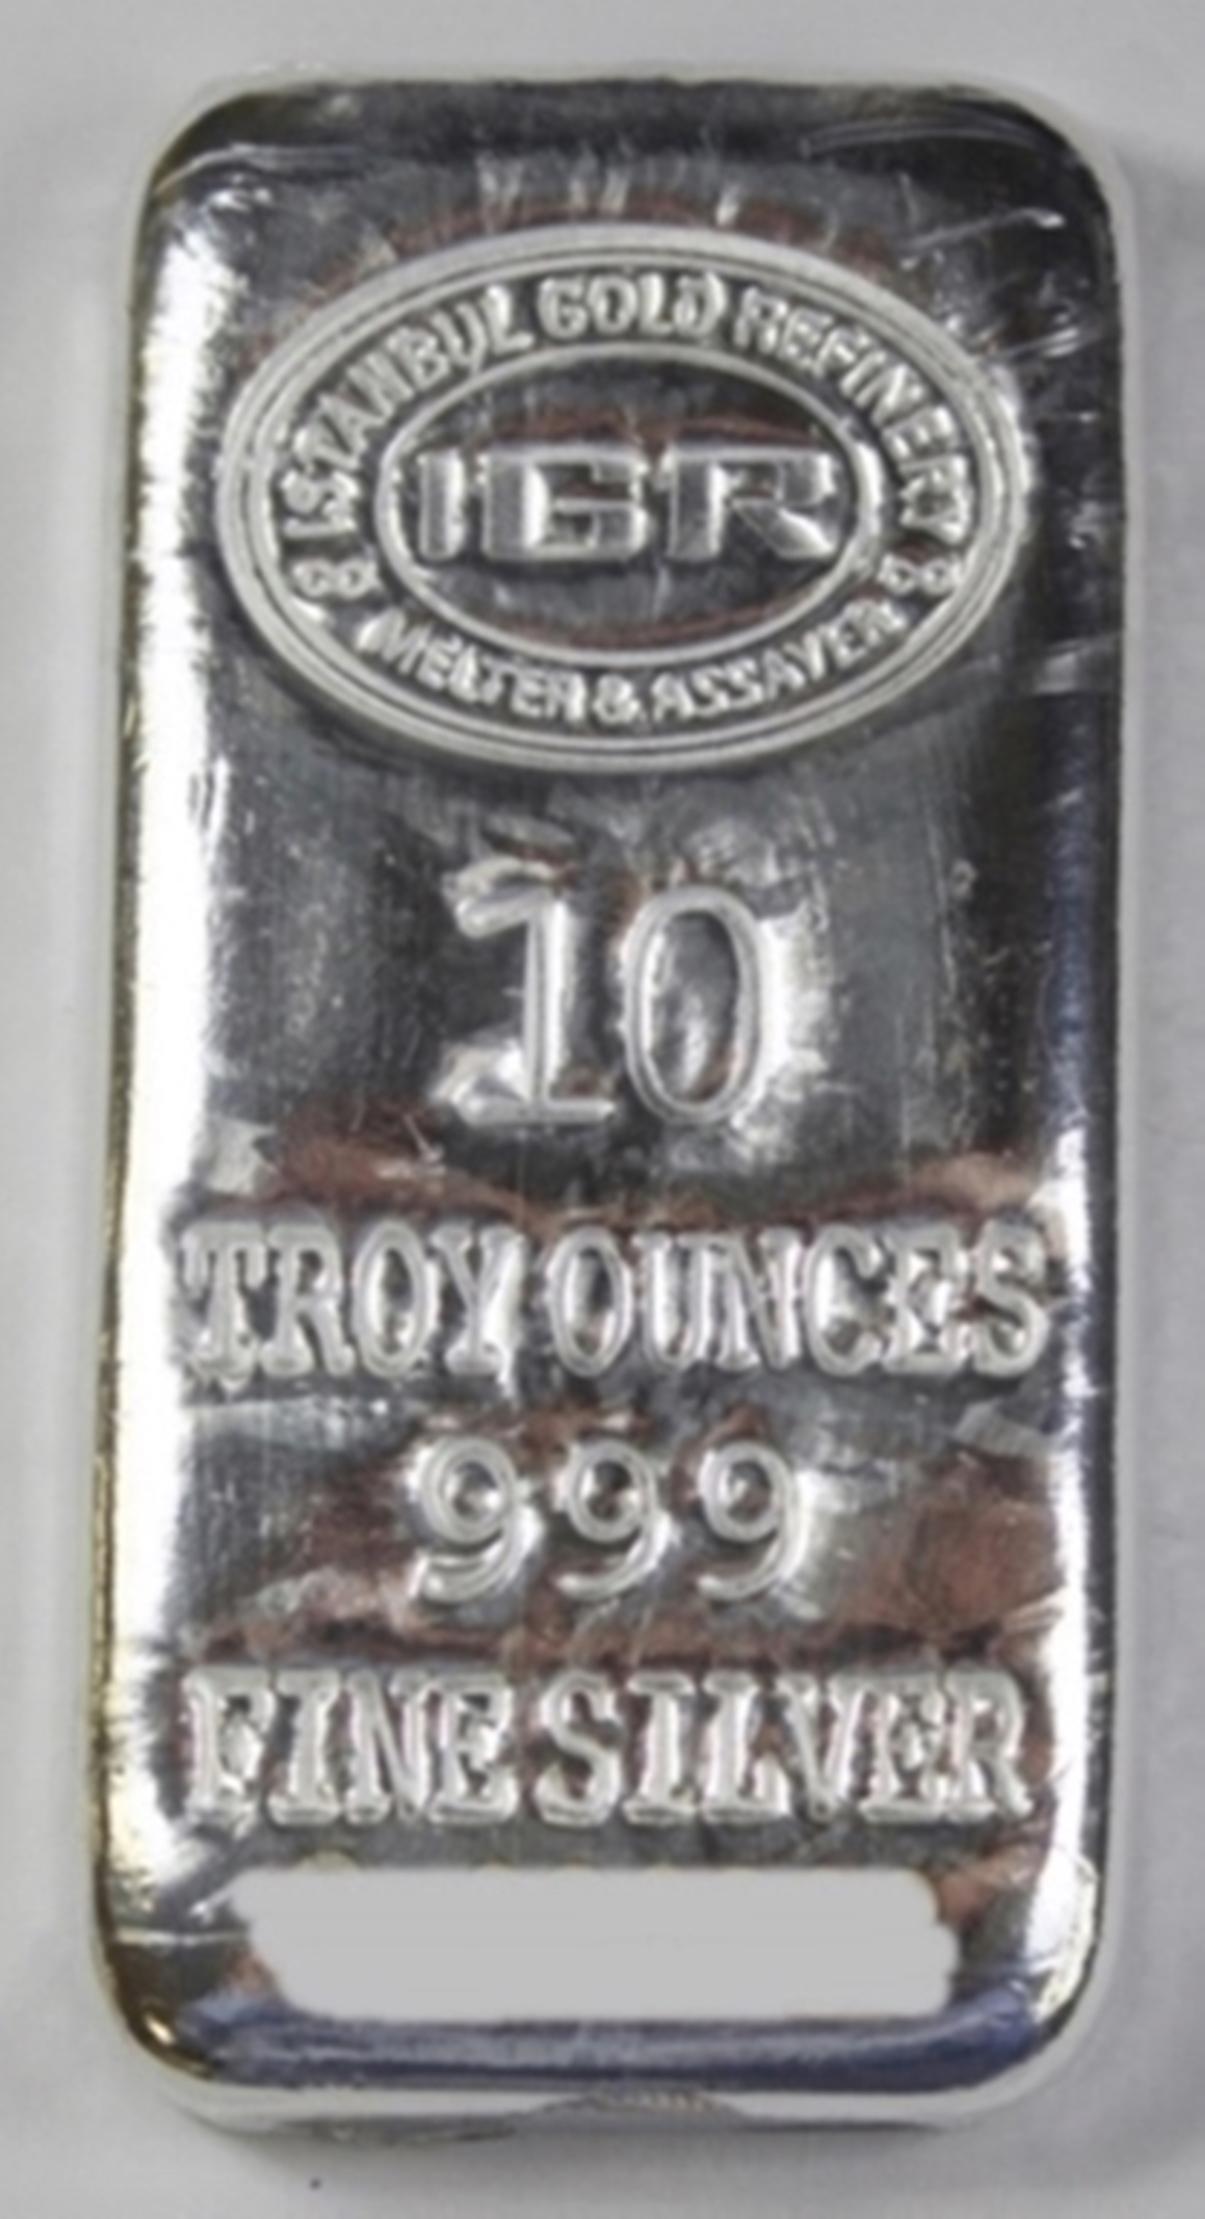 ISTANBUL GOLD REFINERY
IGR
MELTER & ASSAYER
10
TROY OUNCES
999
FINE SILVER